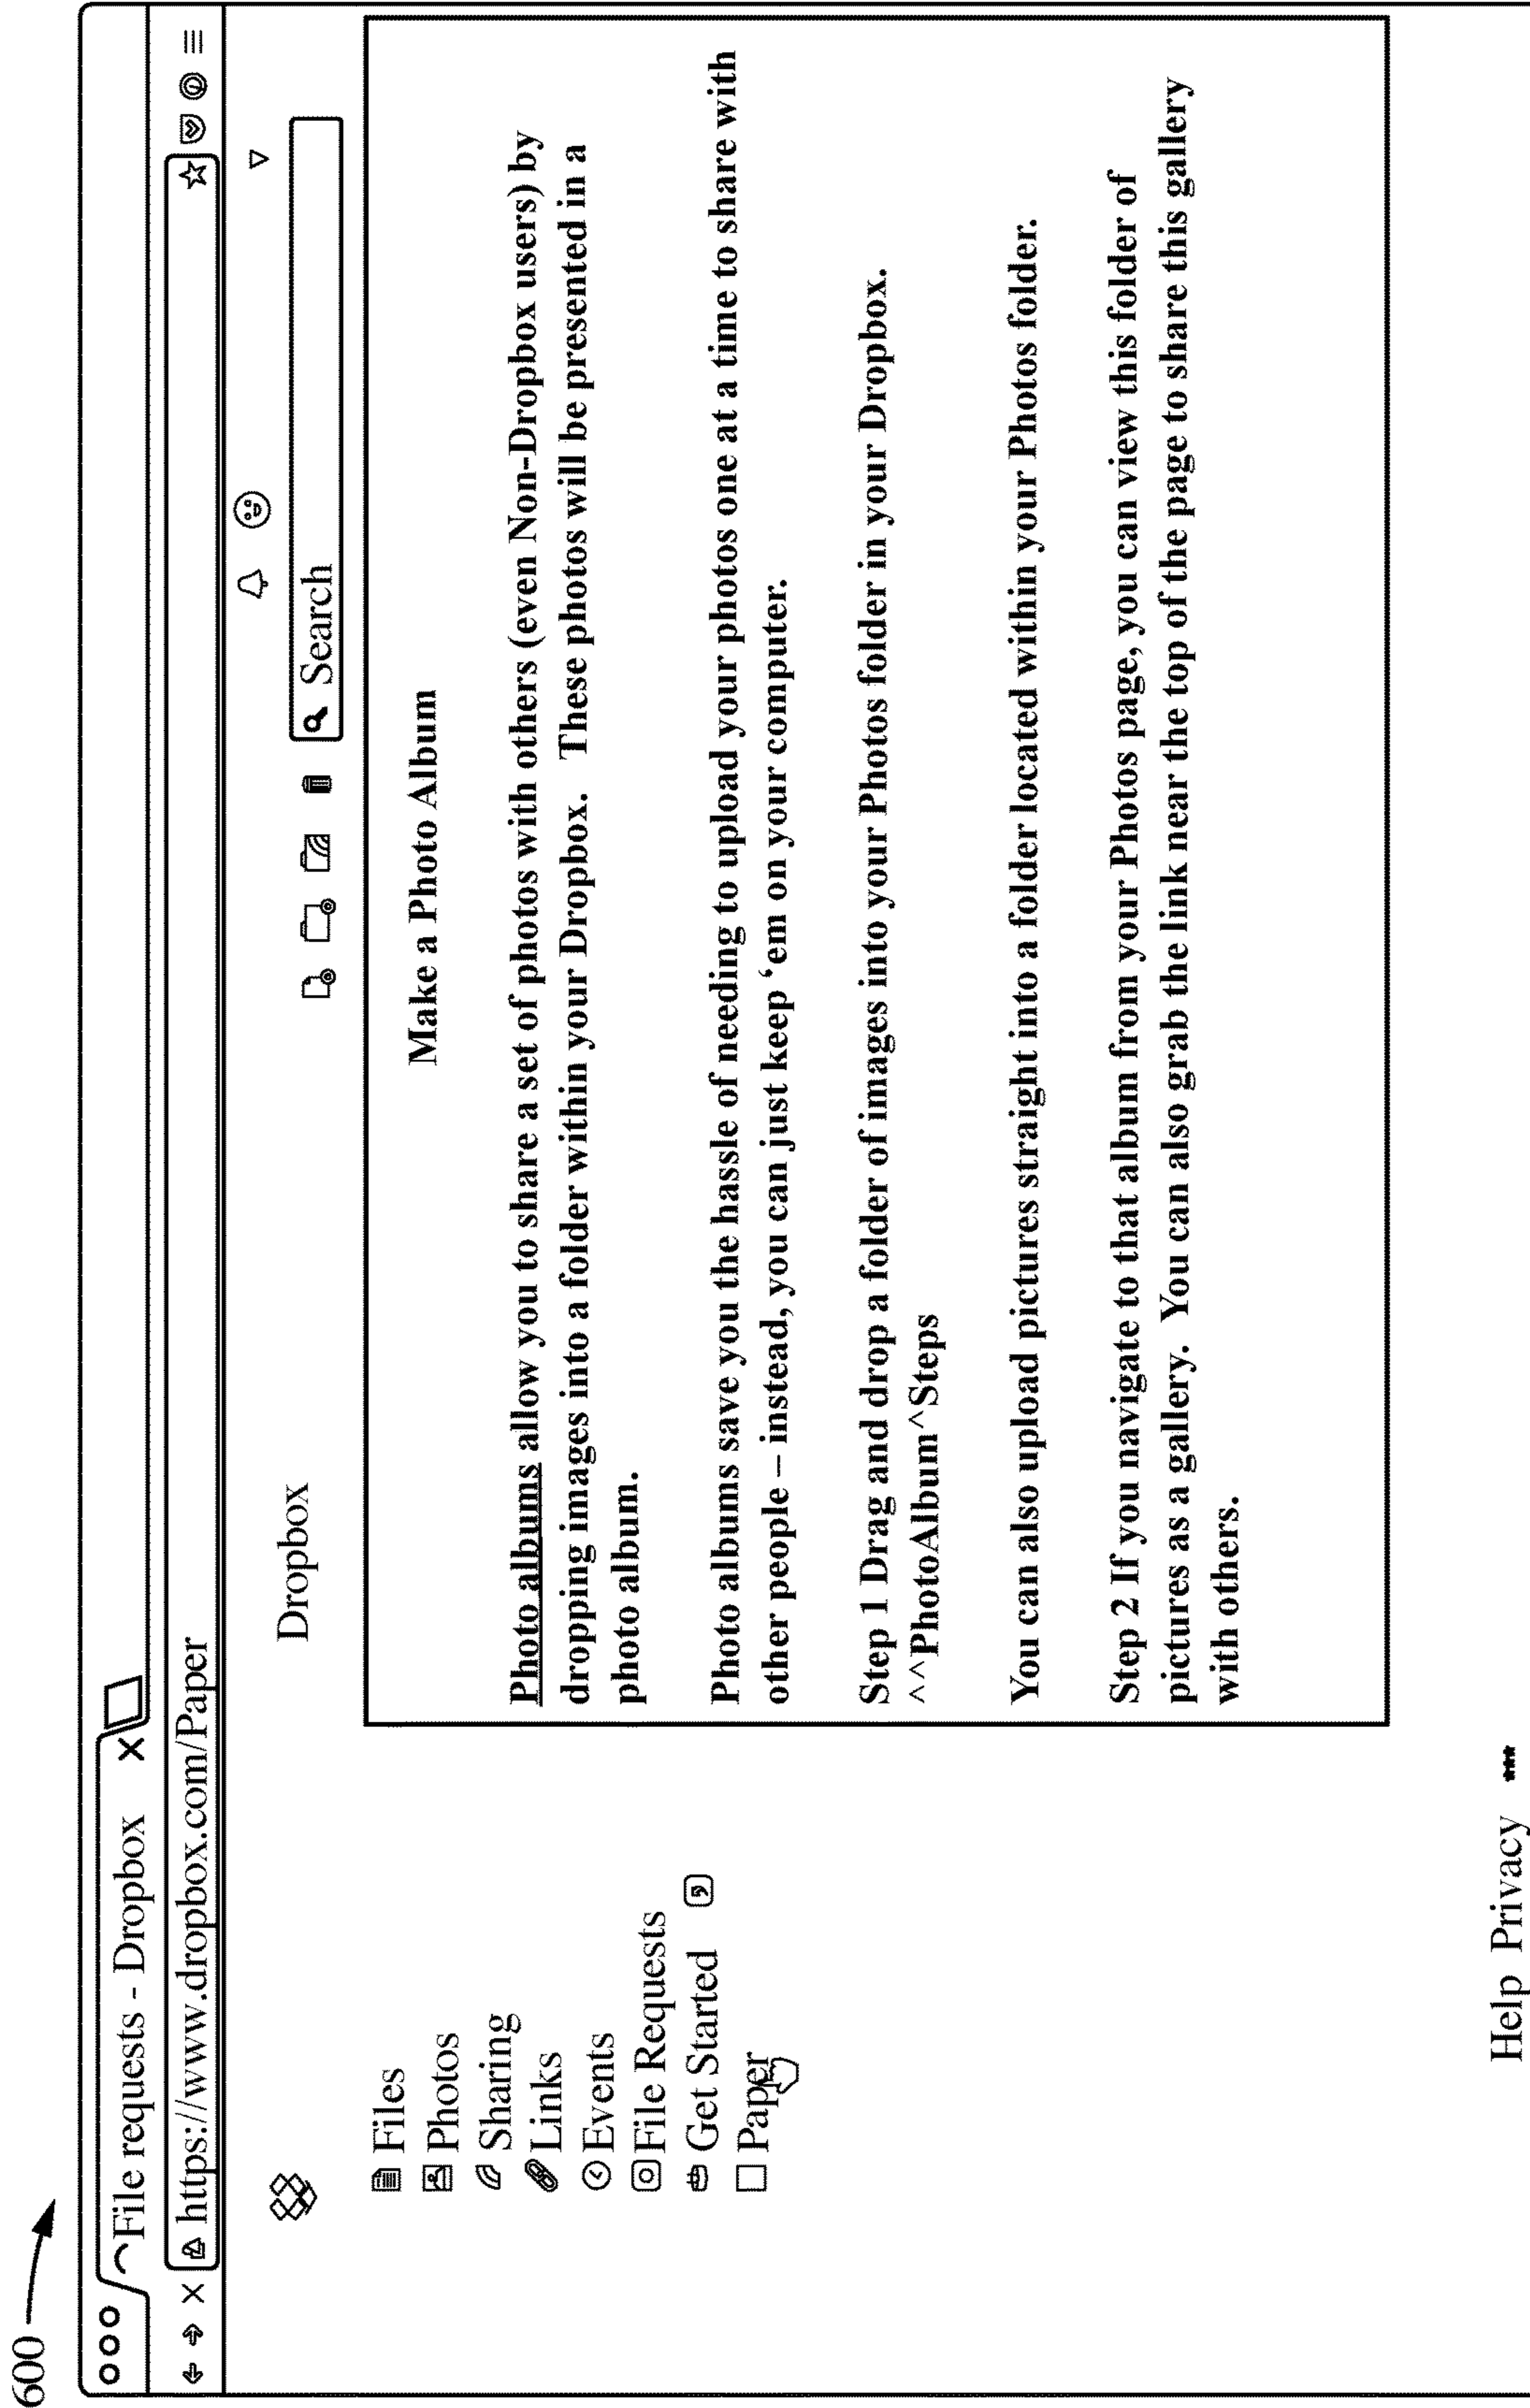 600
File requests - Dropbox X
https://www.dropbox.com/Paper
Dropbox
Search
Files
Photos
Sharing
Links
Events
File Requests
Get Started
Paper
Make a Photo Album
Photo albums allow you to share a set of photos with others (even Non-Dropbox users) by
dropping images into a folder within your Dropbox. These photos will be presented in a
photo album.
Photo albums save you the hassle of needing to upload your photos one at a time to share with
other people – instead, you can just keep ‘em on your computer.
Step 1 Drag and drop a folder of images into your Photos folder in your Dropbox.
^^PhotoAlbum^Steps
You can also upload pictures straight into a folder located within your Photos folder.
Step 2 If you navigate to that album from your Photos page, you can view this folder of
pictures as a gallery. You can also grab the link near the top of the page to share this gallery
with others.
Help Privacy